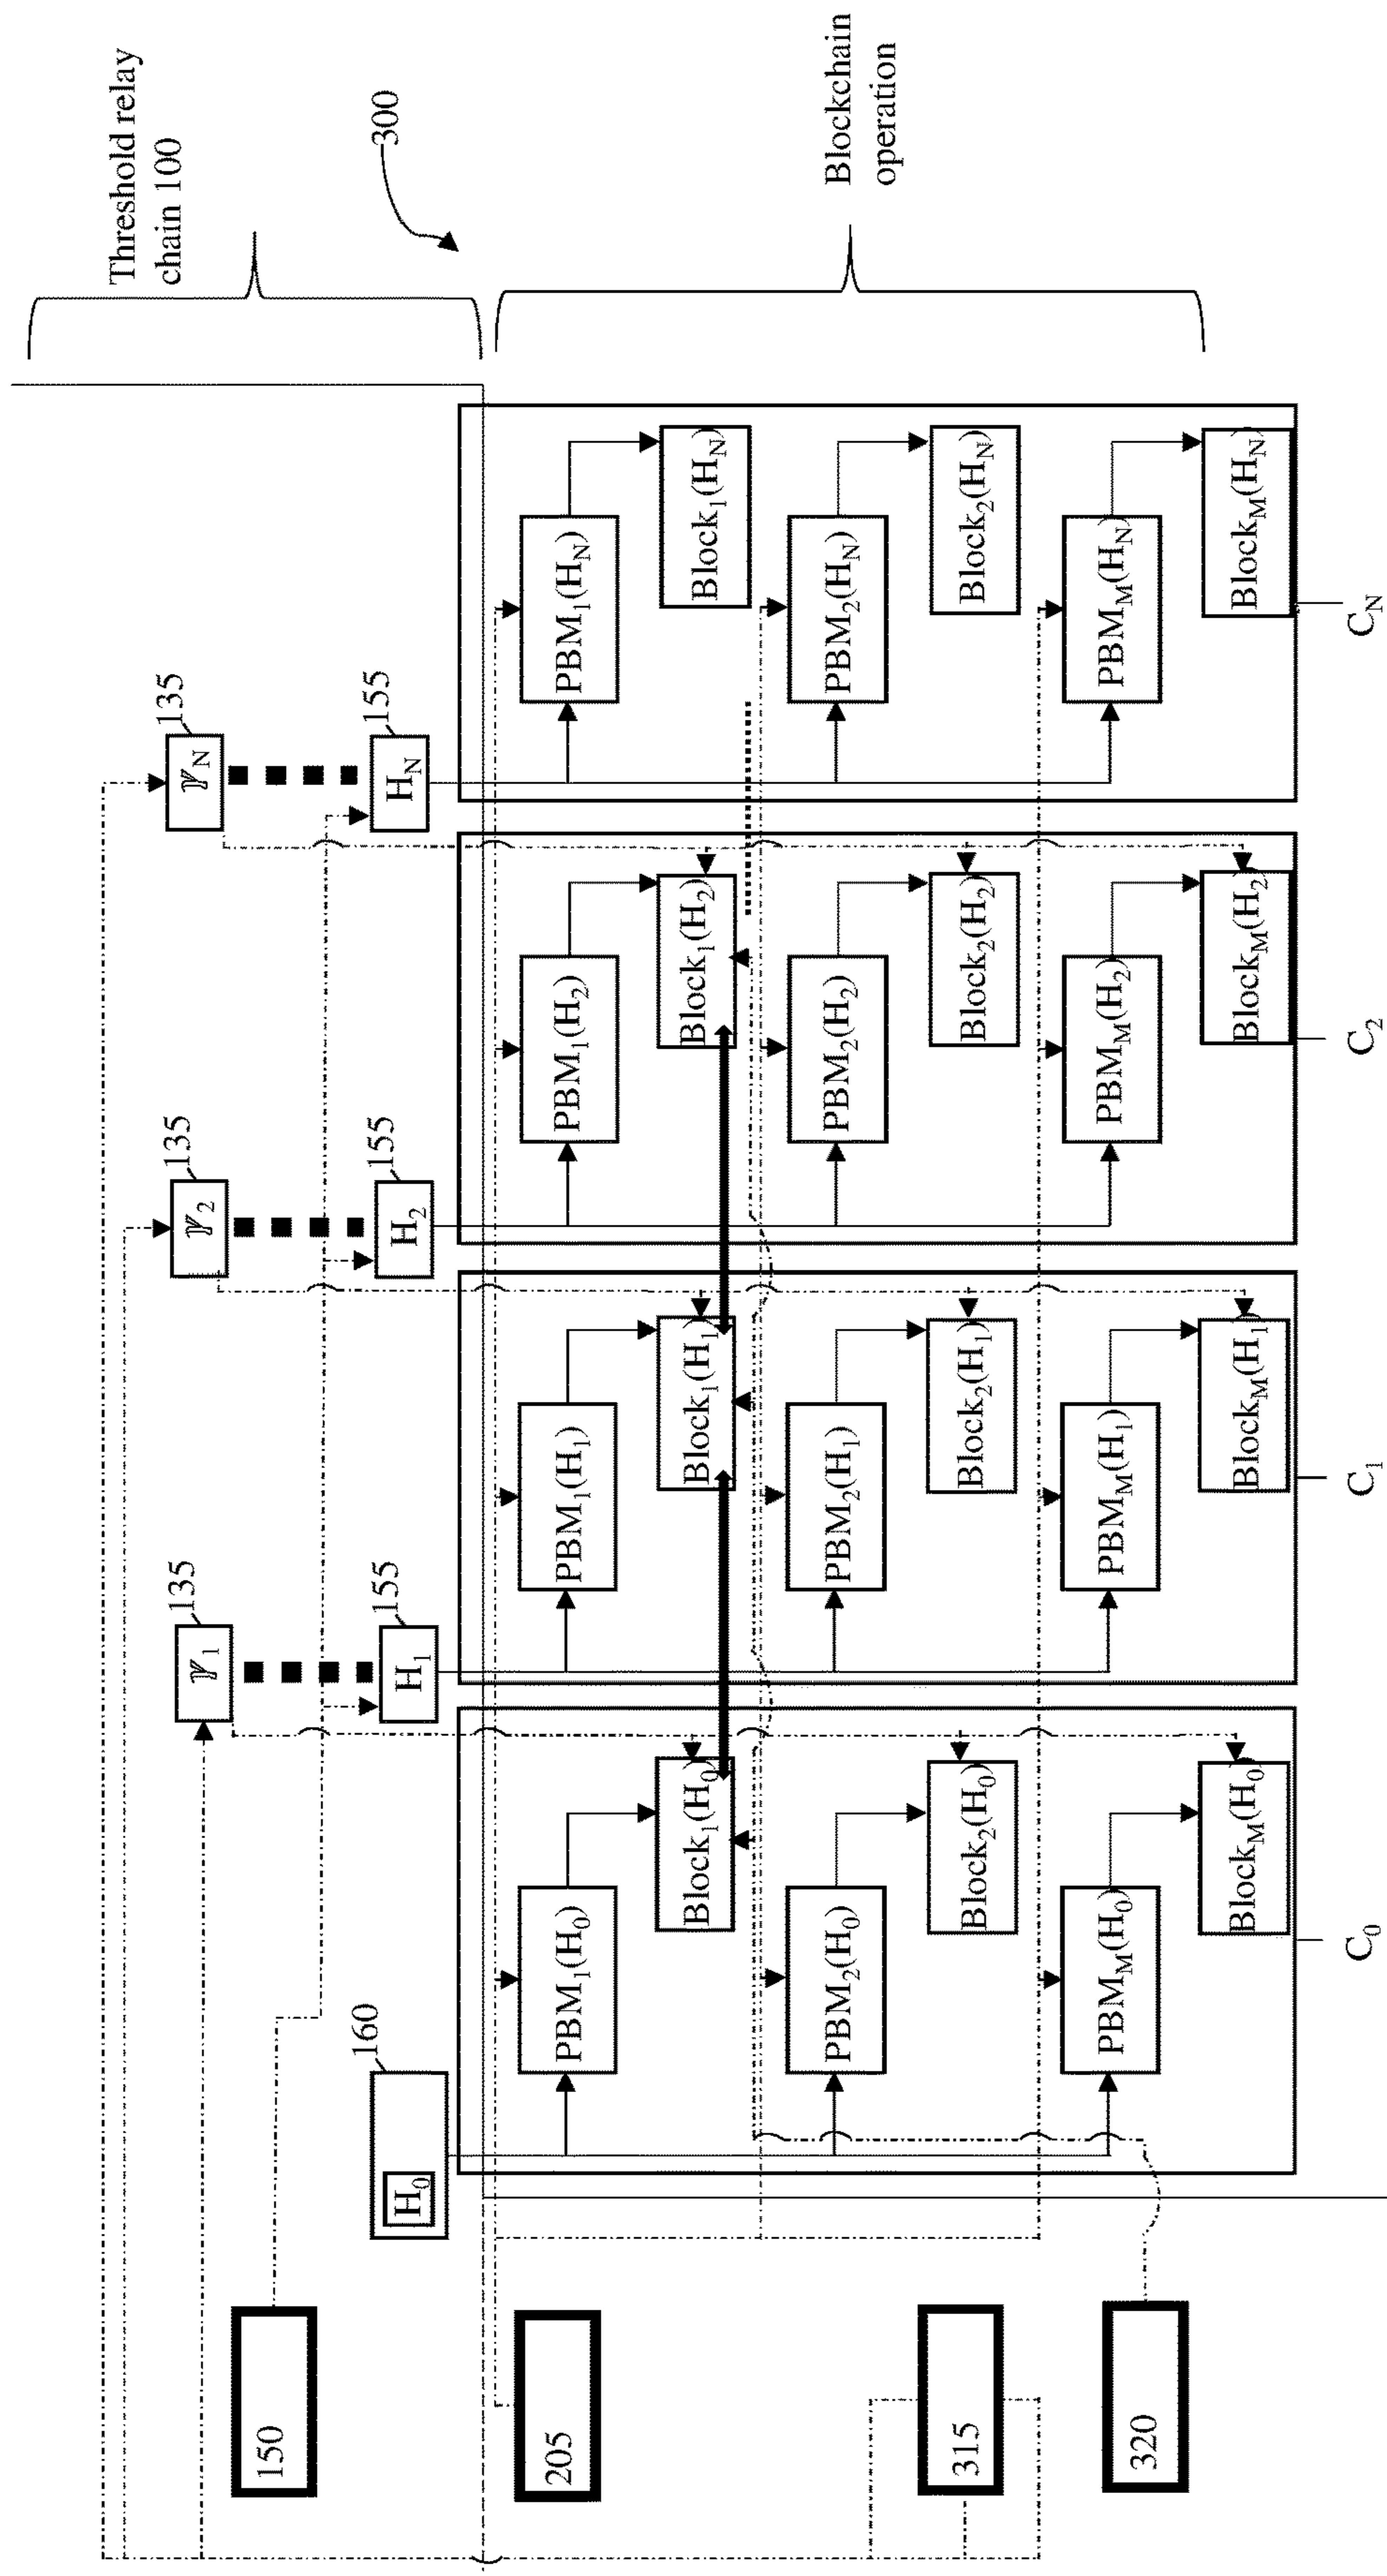 Threshold relay
chain 100
300
Blockchain
operation
150
205
315
320
160
H₀
𝕐₁
135
H₁
155
𝕐₂
135
H₂
155
𝕐N
135
HN
155
PBM₁(H₀)
Block₁(H₀)
PBM₂(H₀)
Block₂(H₀)
PBMM(H₀)
BlockM(H₀)
C₀
PBM₁(H₁)
Block₁(H₁)
PBM₂(H₁)
Block₂(H₁)
PBMM(H₁)
BlockM(H₁)
C₁
PBM₁(H₂)
Block₁(H₂)
PBM₂(H₂)
Block₂(H₂)
PBMM(H₂)
BlockM(H₂)
C₂
PBM₁(HN)
Block₁(HN)
PBM₂(HN)
Block₂(HN)
PBMM(HN)
BlockM(HN)
CN